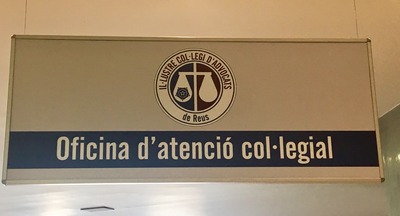 IL·LUSTRE COL·LEGI D'ADVOCATS
de Reus
Oficina d'atenció col·legial